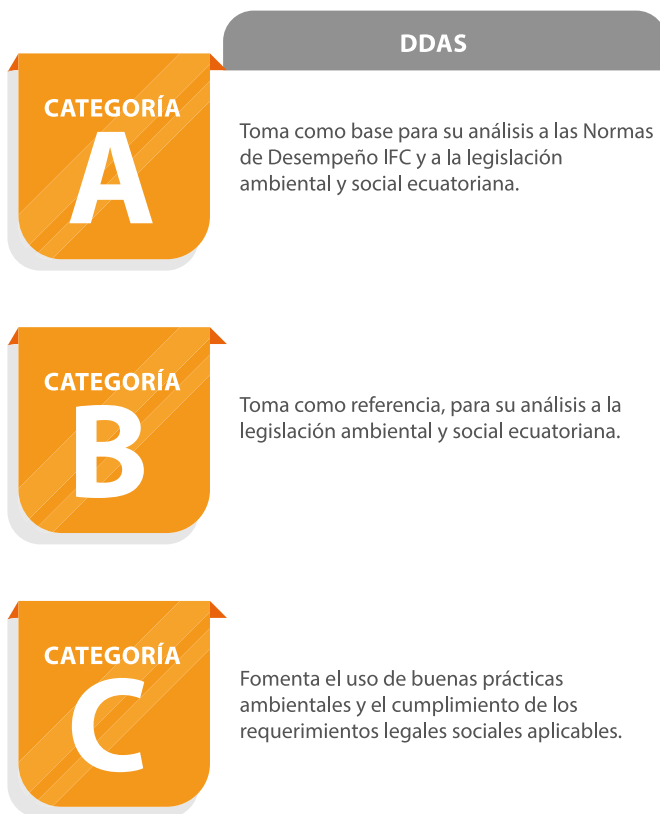 DDAS
CATEGORÍA
A
Toma como base para su análisis a las Normas
de Desempeño IFC y a la legislación
ambiental y social ecuatoriana.
CATEGORÍA
B
Toma como referencia, para su análisis a la
legislación ambiental y social ecuatoriana.
CATEGORÍA
C
Fomenta el uso de buenas prácticas
ambientales y el cumplimiento de los
requerimientos legales sociales aplicables.